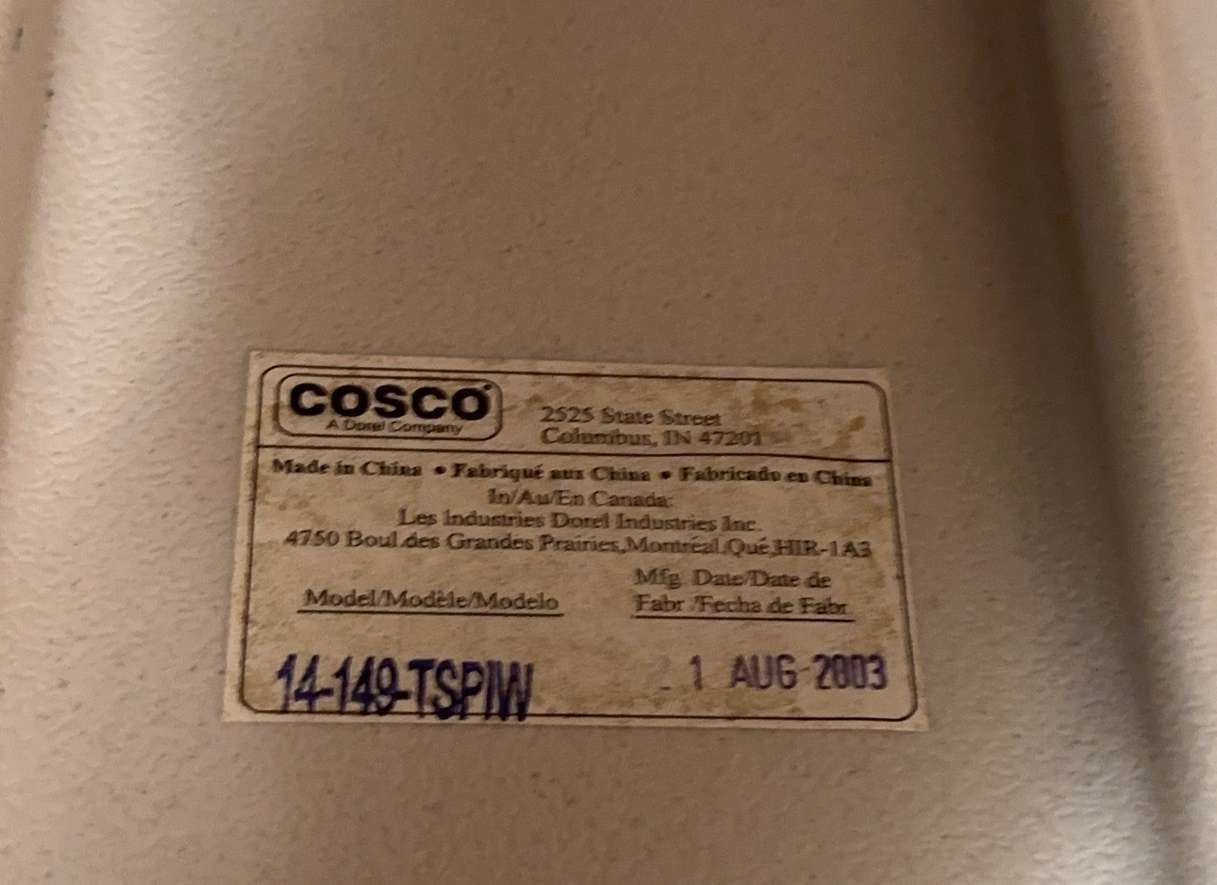 COSCO
A Dorel Company
2525 State Street
Columbus, IN 47201
Made in China • Fabriqué aux China • Fabricado en China
In/Au/En Canada:
Les Industries Dorel Industries Inc.
4750 Boul.des Grandes Prairies,Montréal,Qué,HIR-1A3
Model/Modèle/Modelo
Mfg. Date/Date de
Fabr./Fecha de Fabr.
14-149-TSPIW
1 AUG 2003